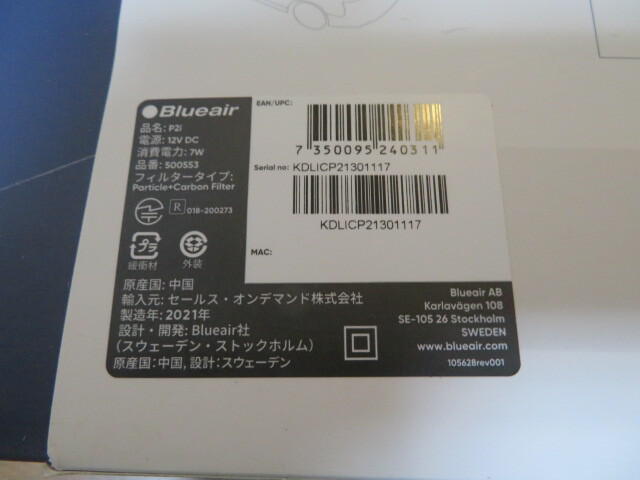 Blueair
品名: P2i
電源: 12V DC
消費電力: 7W
品番: 500553
フィルタータイプ:
Particle+Carbon Filter
R 018-200273
プラ
緩衝材
外装
EAN/UPC:
7 350095 240311
Serial no: KDLICP21301117
KDLICP21301117
MAC:
原産国: 中国
輸入元: セールス・オンデマンド株式会社
製造年: 2021年
設計・開発: Blueair社
(スウェーデン・ストックホルム)
原産国: 中国, 設計: スウェーデン
Blueair AB
Karlavägen 108
SE-105 26 Stockholm
SWEDEN
www.blueair.com
105628rev001